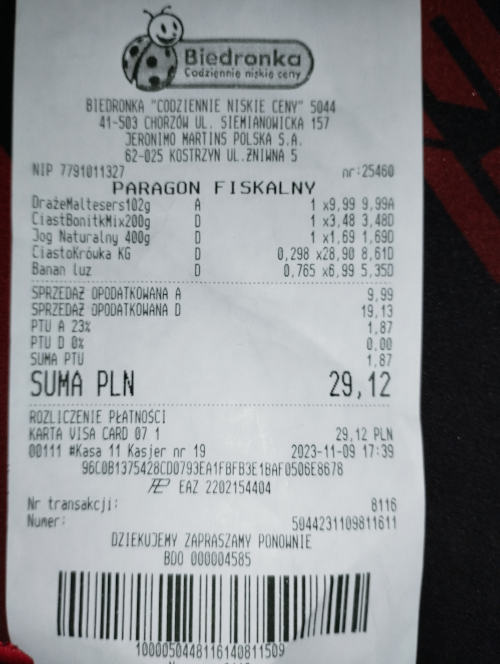 Biedronka
Codziennie niskie ceny
BIEDRONKA "CODZIENNIE NISKIE CENY" 5044
41-503 CHORZÓW UL. SIEMIANOWICKA 157
JERONIMO MARTINS POLSKA S.A.
62-025 KOSTRZYN UL.ŻNIWNA 5
NIP 7791011327 nr:25460
PARAGON FISKALNY
DrażeMaltesers102g A 1 x9,99 9,99A
CiastBonitkMix200g D 1 x3,48 3,48D
Jog Naturalny 400g D 1 x1,69 1,69D
CiastoKrówka KG D 0,298 x28,90 8,61D
Banan luz D 0,765 x6,99 5,35D
SPRZEDAŻ OPODATKOWANA A 9,99
SPRZEDAŻ OPODATKOWANA D 19,13
PTU A 23% 1,87
PTU D 0% 0,00
SUMA PTU 1,87
SUMA PLN 29,12
ROZLICZENIE PŁATNOŚCI
KARTA VISA CARD 07 1 29,12 PLN
00111 #Kasa 11 Kasjer nr 19 2023-11-09 17:39
96C0B1375428CD0793EA1FBFB3E1BAF0506E8678
EAZ 2202154404
Nr transakcji: 8116
Numer: 5044231109811611
DZIEKUJEMY ZAPRASZAMY PONOWNIE
BDO 000004585
1000050448116140811509